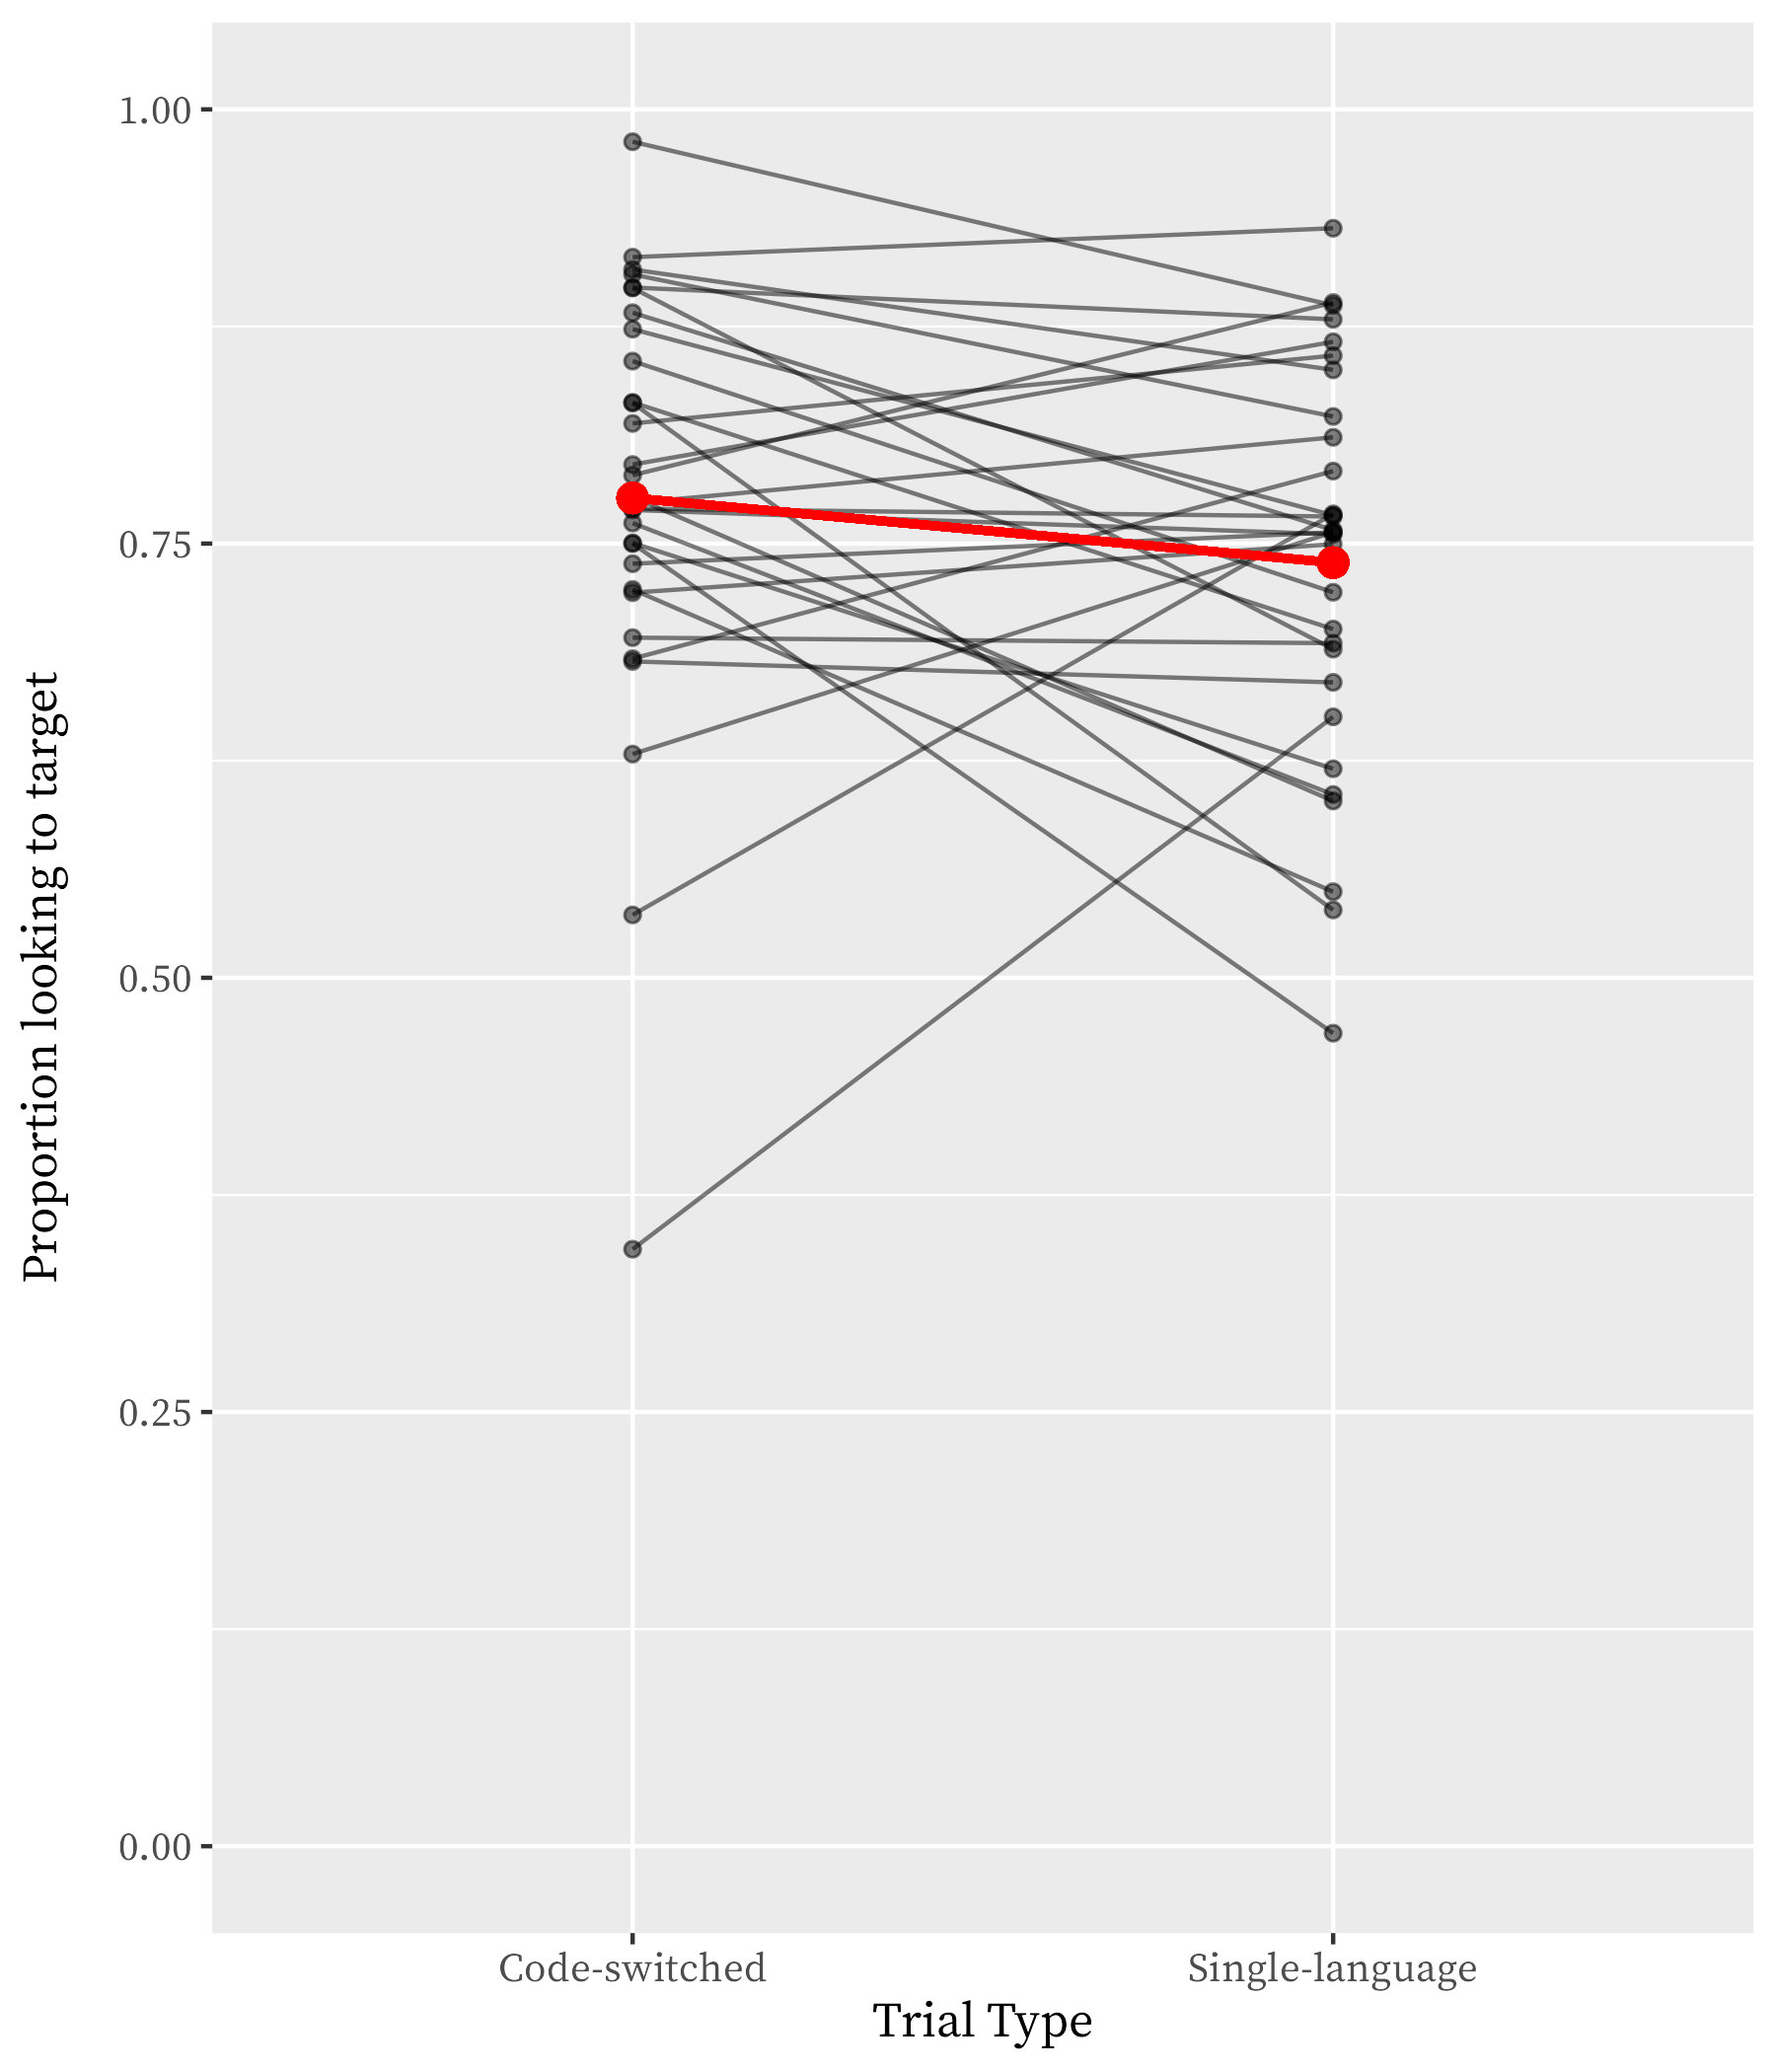 Proportion looking to target
1.00
0.75
0.50
0.25
0.00
Code-switched
Single-language
Trial Type